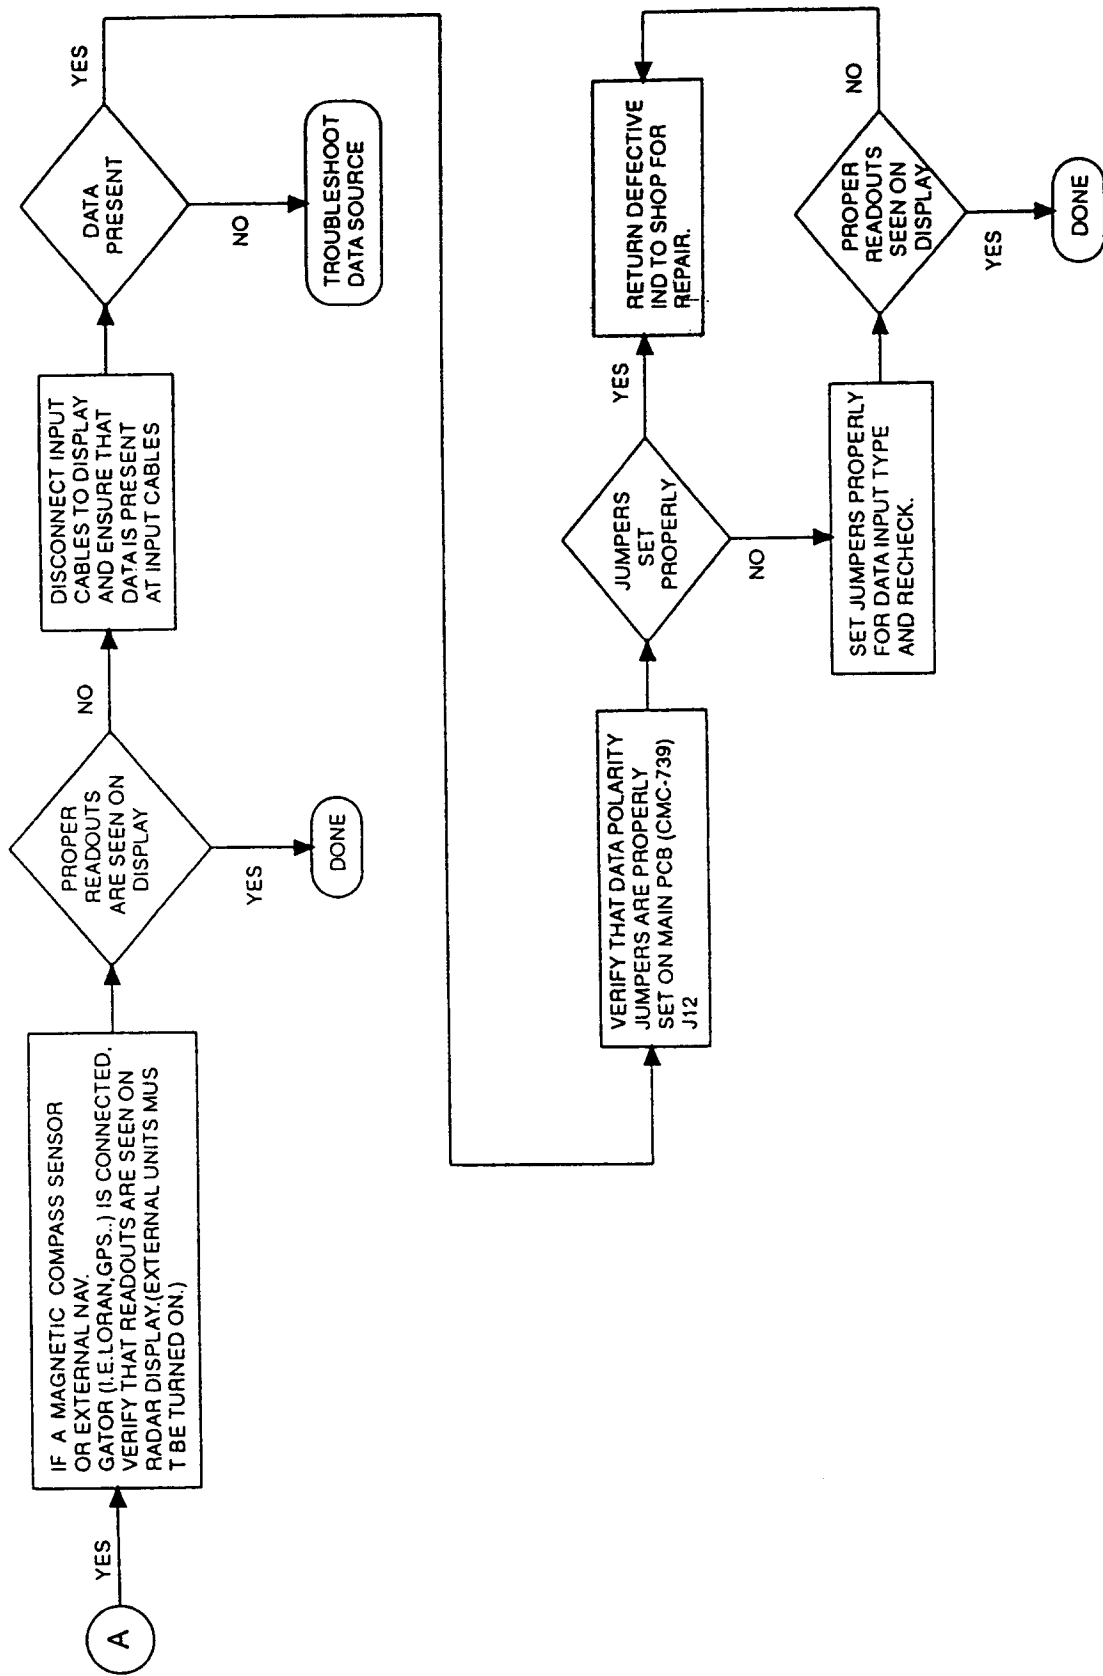 A
YES
IF A MAGNETIC COMPASS SENSOR
OR EXTERNAL NAV.
GATOR (I.E.LORAN,GPS..) IS CONNECTED,
VERIFY THAT READOUTS ARE SEEN ON
RADAR DISPLAY.(EXTERNAL UNITS MUS
T BE TURNED ON.)
PROPER
READOUTS
ARE SEEN ON
DISPLAY
YES
DONE
NO
DISCONNECT INPUT
CABLES TO DISPLAY
AND ENSURE THAT
DATA IS PRESENT
AT INPUT CABLES
DATA
PRESENT
NO
TROUBLESHOOT
DATA SOURCE
YES
VERIFY THAT DATA POLARITY
JUMPERS ARE PROPERLY
SET ON MAIN PCB (CMC-739)
J12
JUMPERS
SET
PROPERLY
YES
RETURN DEFECTIVE
IND TO SHOP FOR
REPAIR.
NO
SET JUMPERS PROPERLY
FOR DATA INPUT TYPE
AND RECHECK.
PROPER
READOUTS
SEEN ON
DISPLAY
NO
YES
DONE